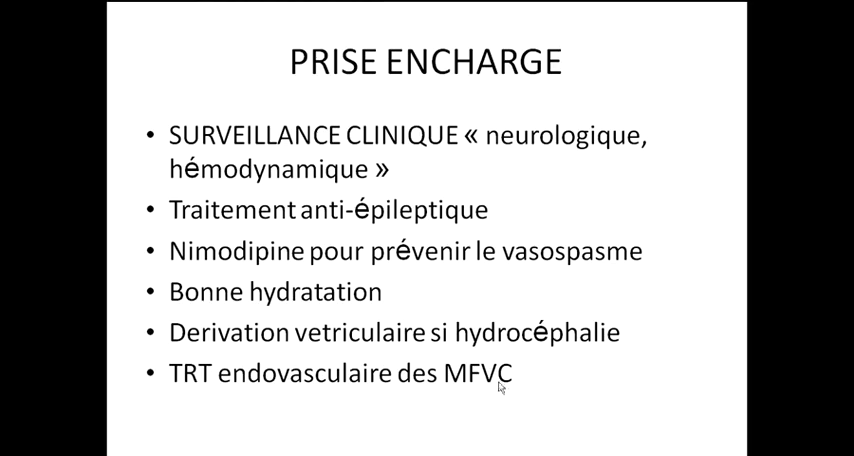 PRISE ENCHARGE
• SURVEILLANCE CLINIQUE « neurologique,
hémodynamique »
• Traitement anti-épileptique
• Nimodipine pour prévenir le vasospasme
• Bonne hydratation
• Derivation vetriculaire si hydrocéphalie
• TRT endovasculaire des MFVC